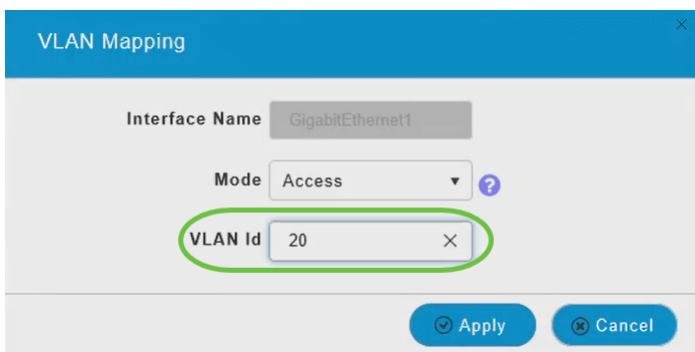 VLAN Mapping
Interface Name GigabitEthernet1
Mode Access
VLAN Id 20
Apply Cancel